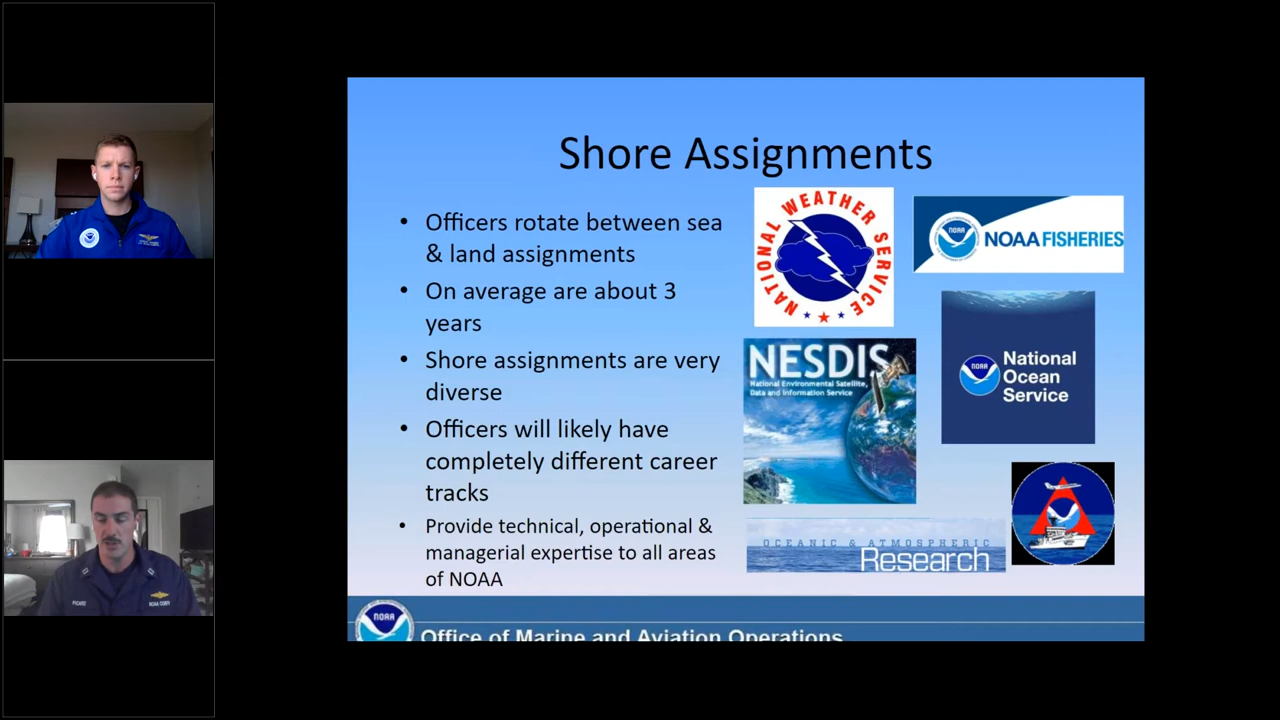 Shore Assignments
• Officers rotate between sea
& land assignments
• On average are about 3
years
• Shore assignments are very
diverse
• Officers will likely have
completely different career
tracks
• Provide technical, operational &
managerial expertise to all areas
of NOAA
NATIONAL WEATHER SERVICE
NOAA
NOAA FISHERIES
NESDIS
National Environmental Satellite,
Data and Information Service
NOAA
National
Ocean
Service
OCEANIC & ATMOSPHERIC
Research
NOAA
Office of Marine and Aviation Operations
NOAA CORPS